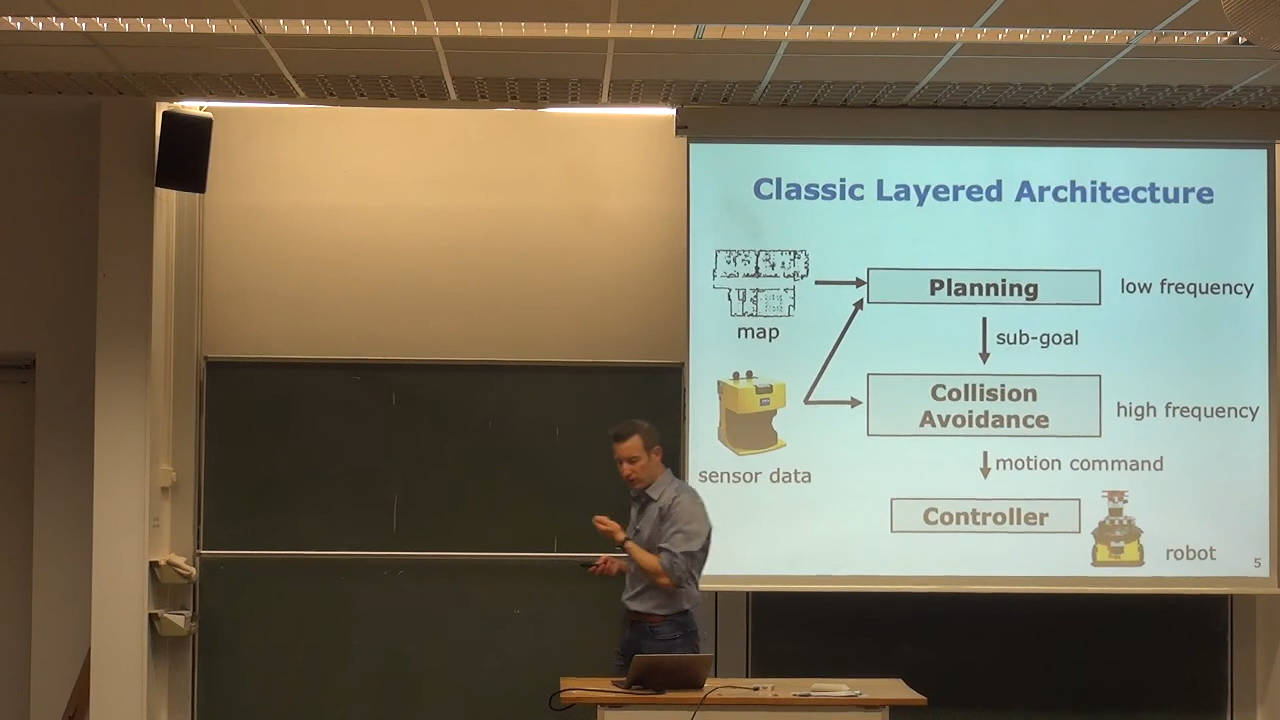 Classic Layered Architecture
map
sensor data
Planning
low frequency
sub-goal
Collision
Avoidance
high frequency
motion command
Controller
robot
5